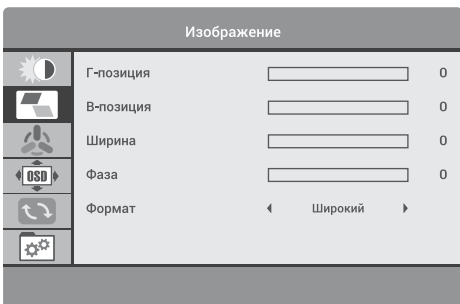 Изображение
Г-позиция 0
В-позиция 0
Ширина 0
OSD
Фаза 0
Формат Широкий